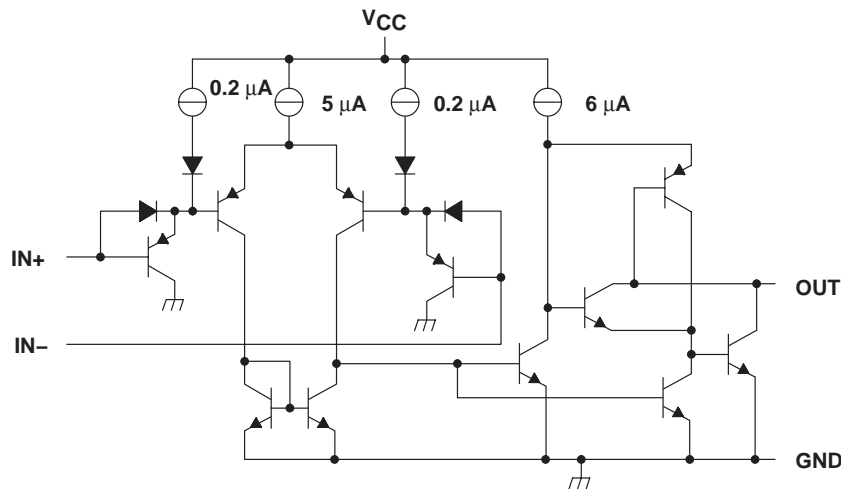 VCC
0.2 μA
5 μA
0.2 μA
6 μA
IN+
OUT
IN−
GND